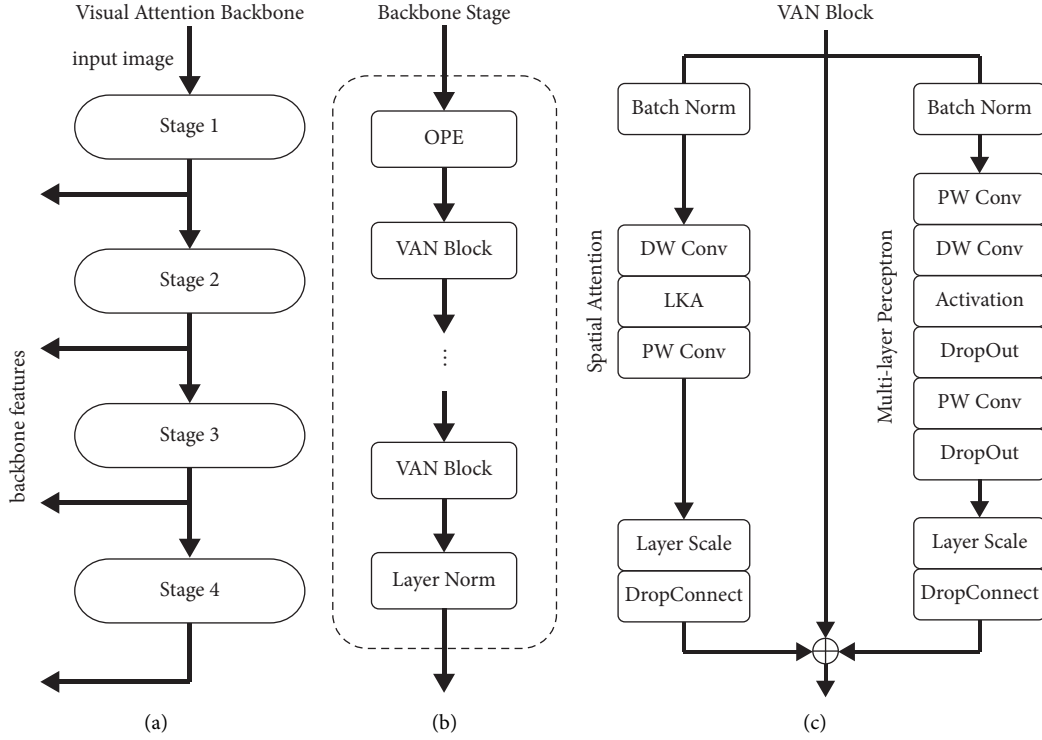 Visual Attention Backbone
input image
Stage 1
Stage 2
Stage 3
Stage 4
backbone features
(a)
Backbone Stage
OPE
VAN Block
⋮
VAN Block
Layer Norm
(b)
VAN Block
Batch Norm
DW Conv
LKA
PW Conv
Spatial Attention
Layer Scale
DropConnect
Batch Norm
PW Conv
DW Conv
Activation
DropOut
PW Conv
DropOut
Multi-layer Perceptron
Layer Scale
DropConnect
(c)